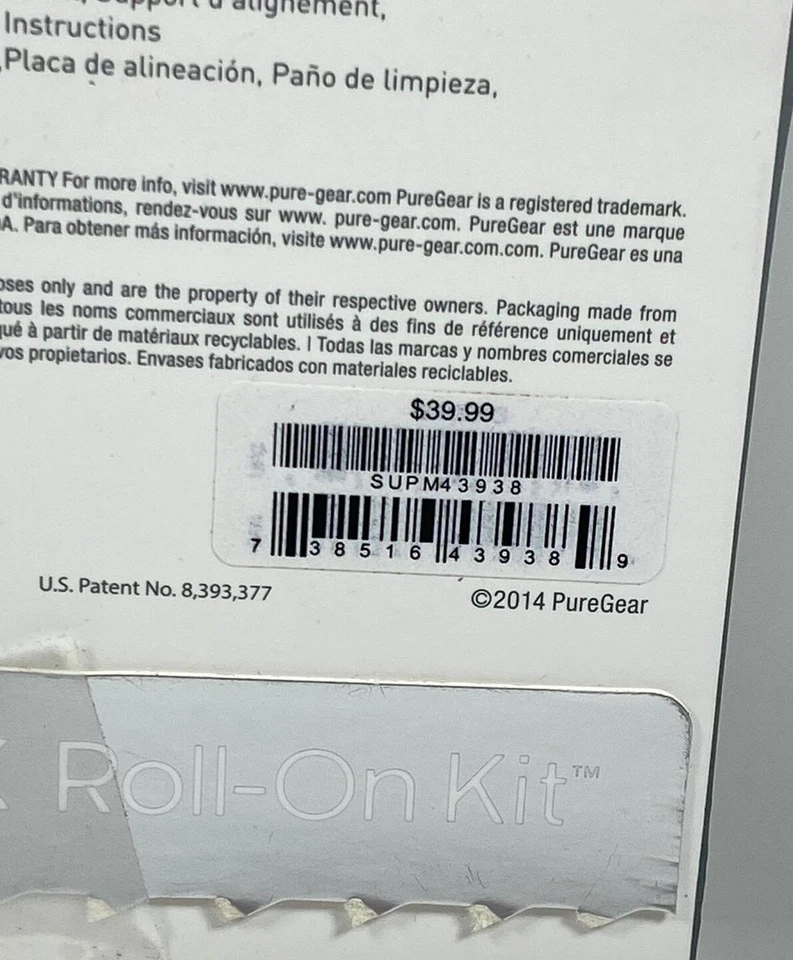 d'alignement,
Instructions
,Placa de alineación, Paño de limpieza,
RANTY For more info, visit www.pure-gear.com PureGear is a registered trademark.
d'informations, rendez-vous sur www. pure-gear.com. PureGear est une marque
A. Para obtener más información, visite www.pure-gear.com.com. PureGear es una
oses only and are the property of their respective owners. Packaging made from
tous les noms commerciaux sont utilisés à des fins de référence uniquement et
qué à partir de matériaux recyclables. | Todas las marcas y nombres comerciales se
vos propietarios. Envases fabricados con materiales reciclables.
$39.99
SUPM43938
7 38516 43938 9
U.S. Patent No. 8,393,377
©2014 PureGear
Roll-On Kit™